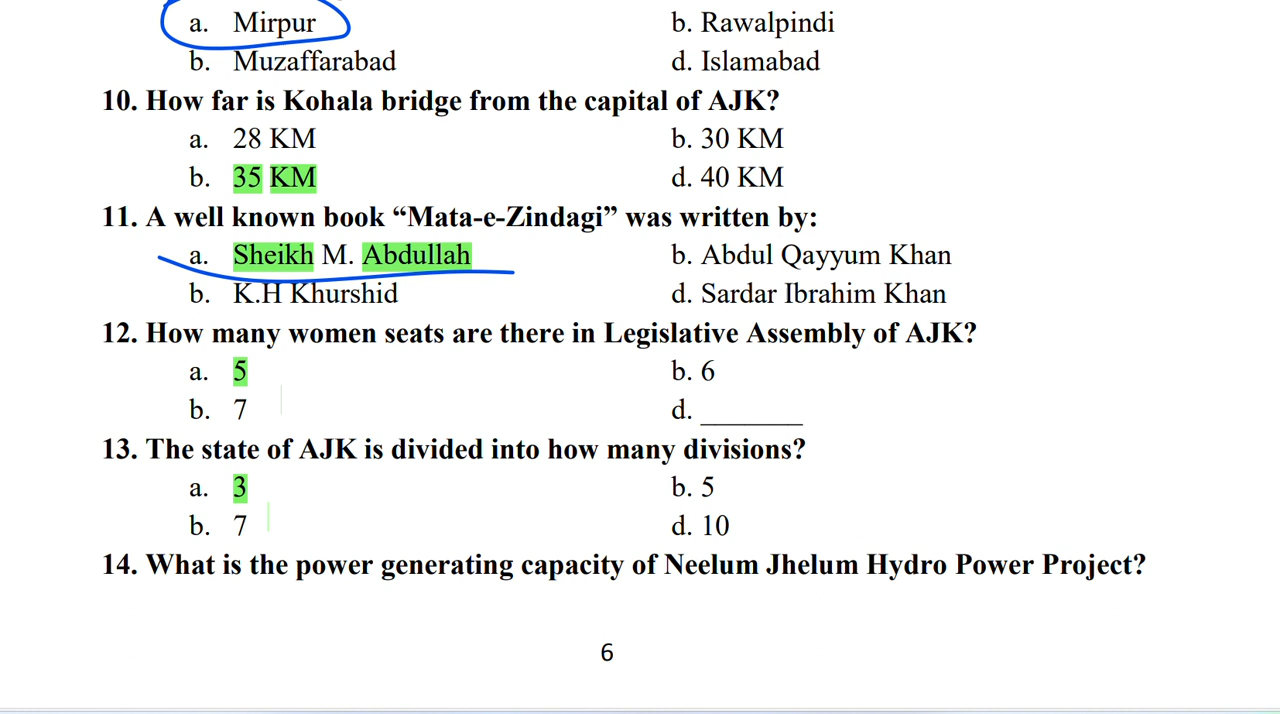 a. Mirpur b. Rawalpindi
b. Muzaffarabad d. Islamabad
10. How far is Kohala bridge from the capital of AJK?
a. 28 KM b. 30 KM
b. 35 KM d. 40 KM
11. A well known book “Mata-e-Zindagi” was written by:
a. Sheikh M. Abdullah b. Abdul Qayyum Khan
b. K.H Khurshid d. Sardar Ibrahim Khan
12. How many women seats are there in Legislative Assembly of AJK?
a. 5 b. 6
b. 7 d. _______
13. The state of AJK is divided into how many divisions?
a. 3 b. 5
b. 7 d. 10
14. What is the power generating capacity of Neelum Jhelum Hydro Power Project?
6